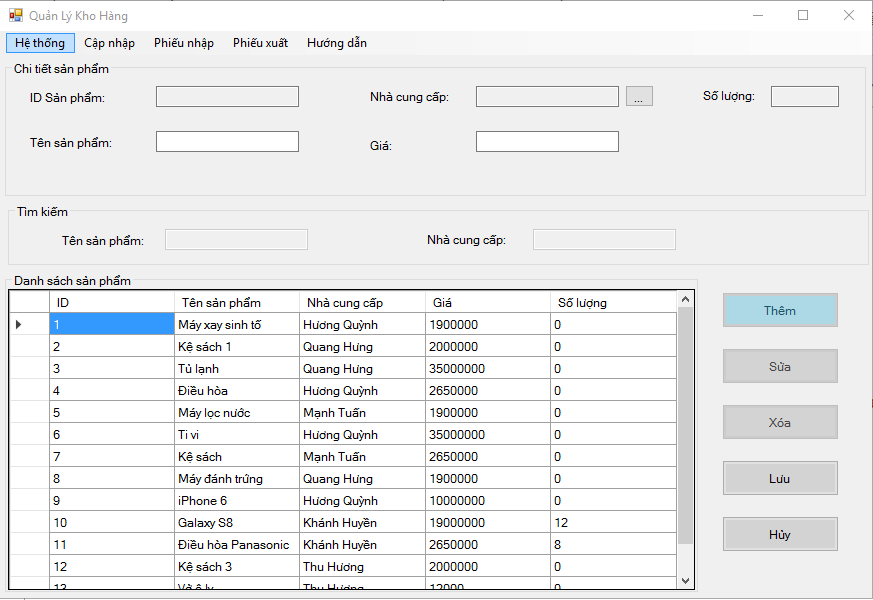 Quản Lý Kho Hàng
Hệ thống Cập nhập Phiếu nhập Phiếu xuất Hướng dẫn
Chi tiết sản phẩm
ID Sản phẩm: Nhà cung cấp: ... Số lượng:
Tên sản phẩm: Giá:
Tìm kiếm
Tên sản phẩm: Nhà cung cấp:
Danh sách sản phẩm
ID Tên sản phẩm Nhà cung cấp Giá Số lượng
1 Máy xay sinh tố Hương Quỳnh 1900000 0
2 Kệ sách 1 Quang Hưng 2000000 0
3 Tủ lạnh Quang Hưng 35000000 0
4 Điều hòa Hương Quỳnh 2650000 0
5 Máy lọc nước Mạnh Tuấn 1900000 0
6 Ti vi Hương Quỳnh 35000000 0
7 Kệ sách Mạnh Tuấn 2650000 0
8 Máy đánh trứng Quang Hưng 1900000 0
9 iPhone 6 Hương Quỳnh 10000000 0
10 Galaxy S8 Khánh Huyền 19000000 12
11 Điều hòa Panasonic Khánh Huyền 2650000 8
12 Kệ sách 3 Thu Hương 2000000 0
13 Vở ô ly Thu Hương 12000 0
Thêm
Sửa
Xóa
Lưu
Hủy